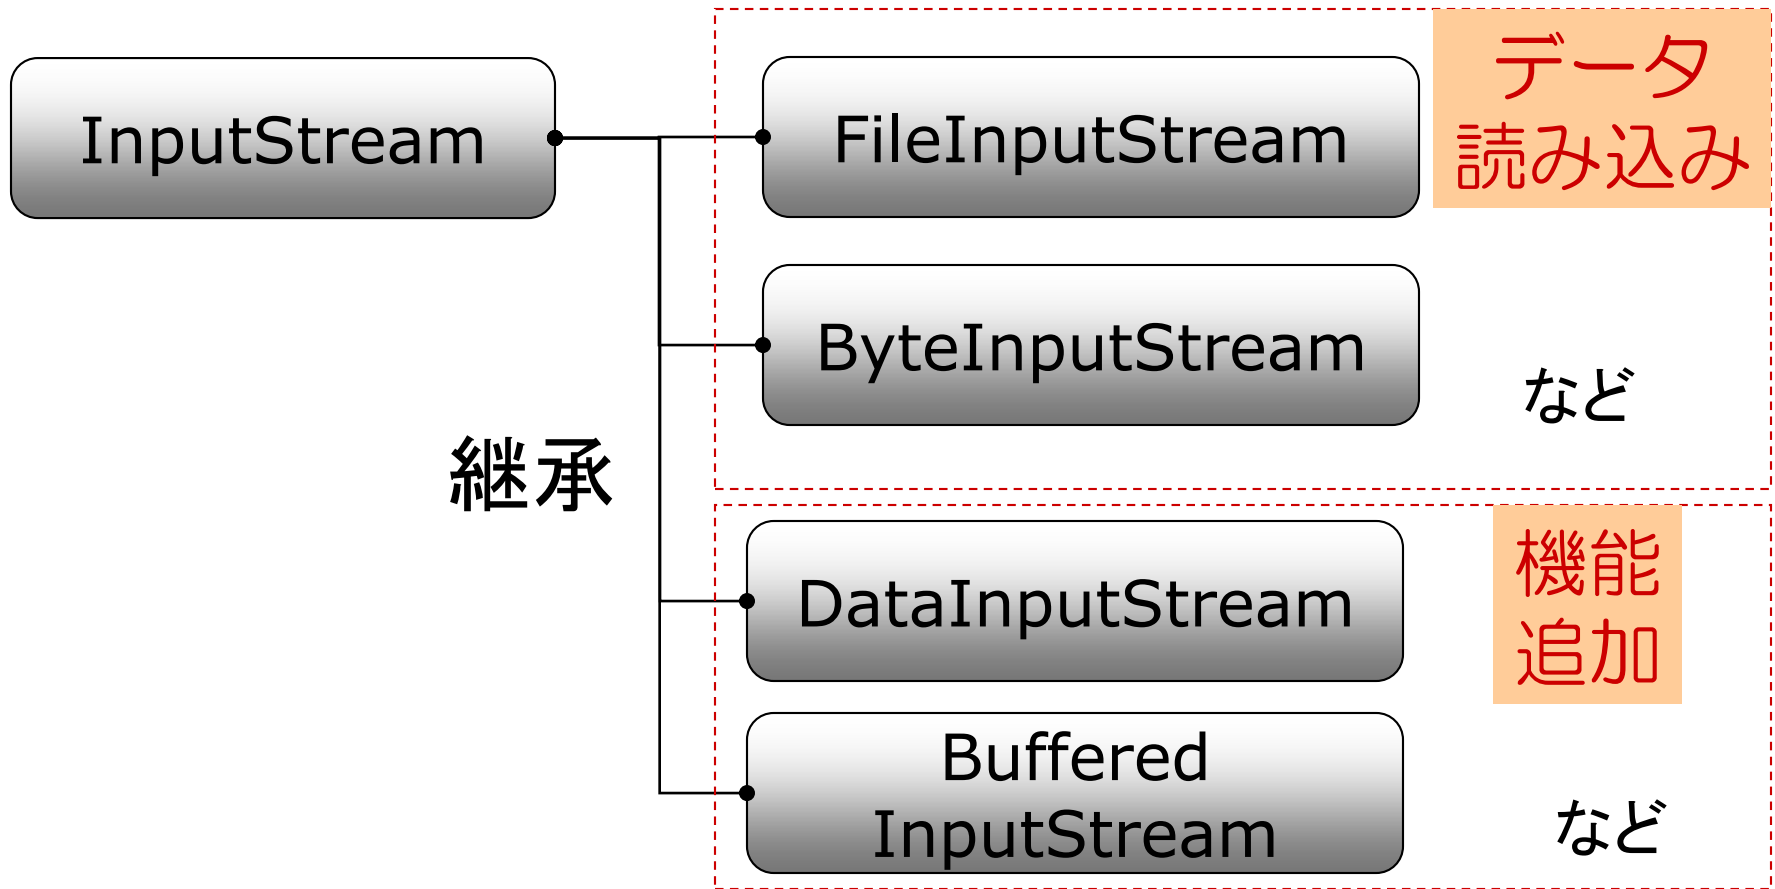 InputStream
継承
FileInputStream
データ
読み込み
ByteInputStream
など
DataInputStream
機能
追加
Buffered
InputStream
など